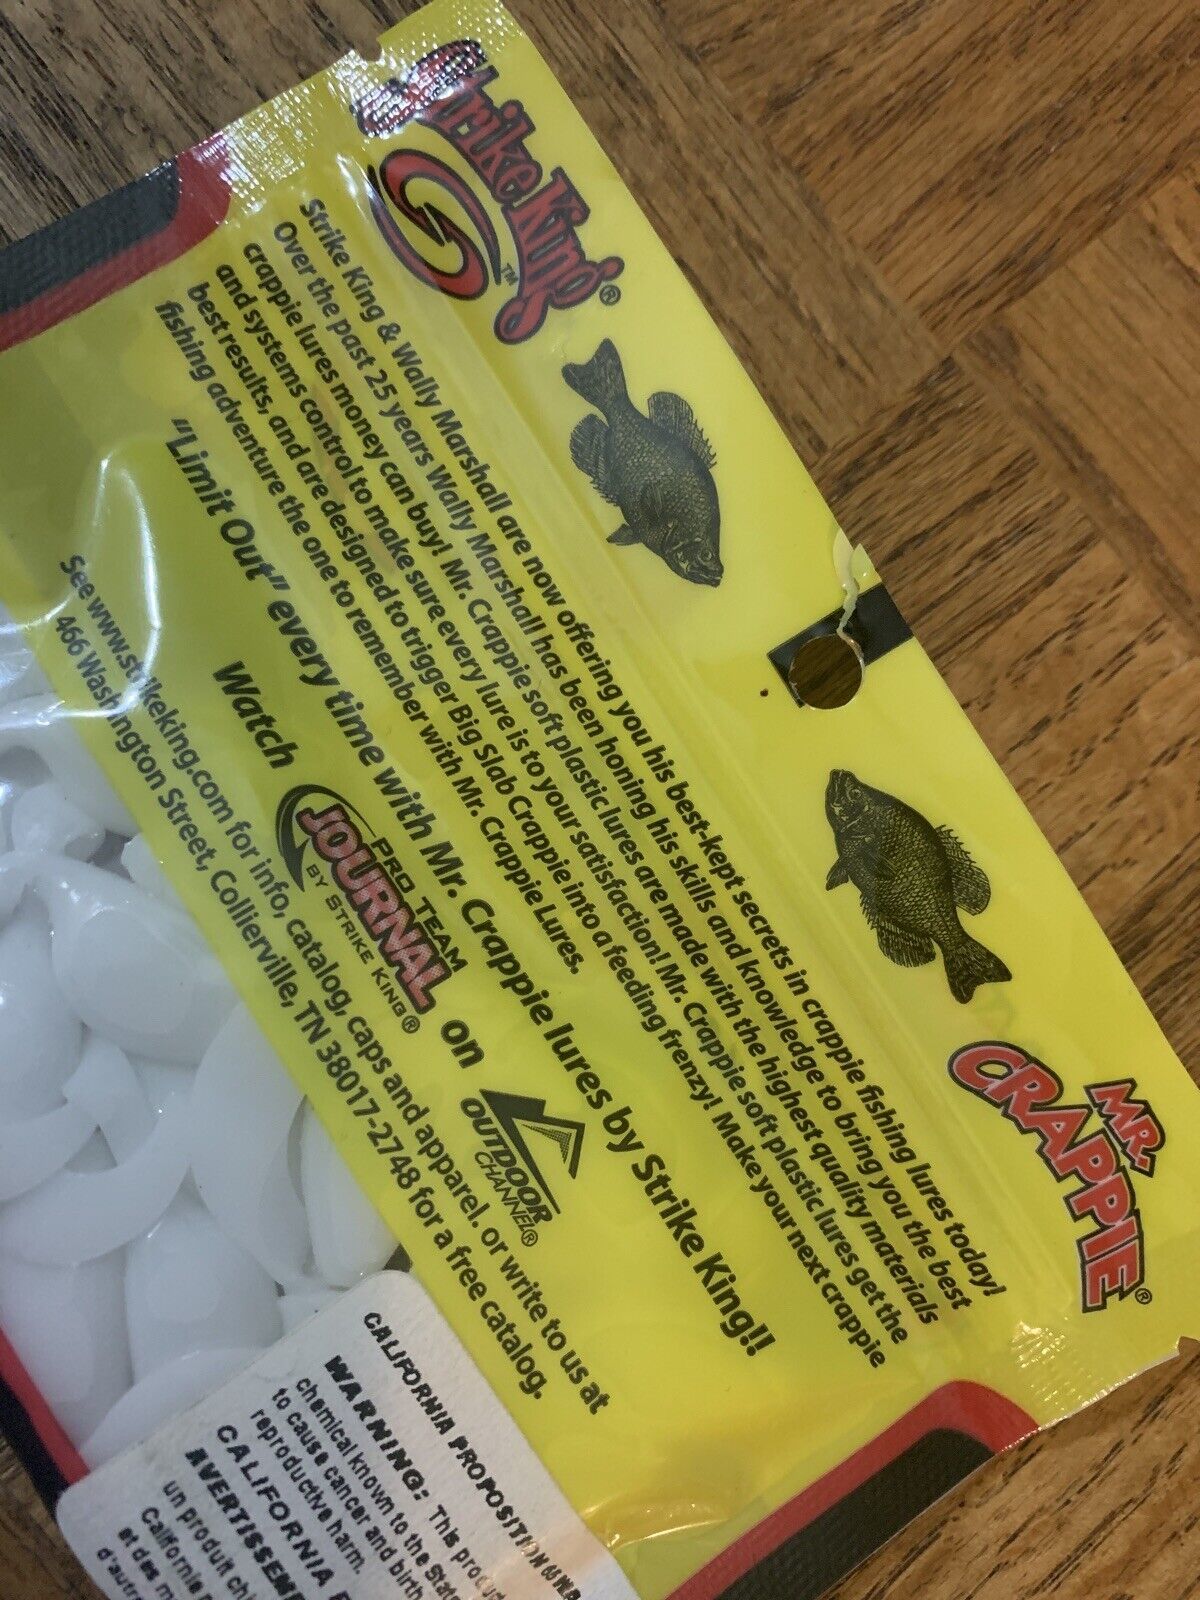 Strike King®
TM
MR.
CRAPPIE®
Strike King & Wally Marshall are now offering you his best-kept secrets in crappie fishing lures today!
Over the past 25 years Wally Marshall has been honing his skills and knowledge to bring you the best
crappie lures money can buy! Mr. Crappie soft plastic lures are made with the highest quality materials
and systems control to make sure every lure is to your satisfaction! Mr. Crappie soft plastic lures get the
best results, and are designed to trigger Big Slab Crappie into a feeding frenzy! Make your next crappie
fishing adventure the one to remember with Mr. Crappie Lures.
"Limit Out" every time with Mr. Crappie lures by Strike King!!
Watch PRO TEAM JOURNAL BY STRIKE KING® on OUTDOOR CHANNEL®
See www.strikeking.com for info, catalog, caps and apparel. or write to us at
466 Washington Street, Collierville, TN 38017-2748 for a free catalog.
CALIFORNIA PROPOSITION
WARNING: This
chemical known to the
to cause cancer and birth
reproductive harm.
CALIFORNIA
un produit
Californie
et des